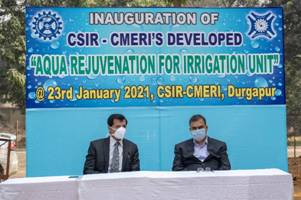 INAUGURATION OF
CSIR - CMERI'S DEVELOPED
"AQUA REJUVENATION FOR IRRIGATION UNIT"
@ 23rd January 2021, CSIR-CMERI, Durgapur